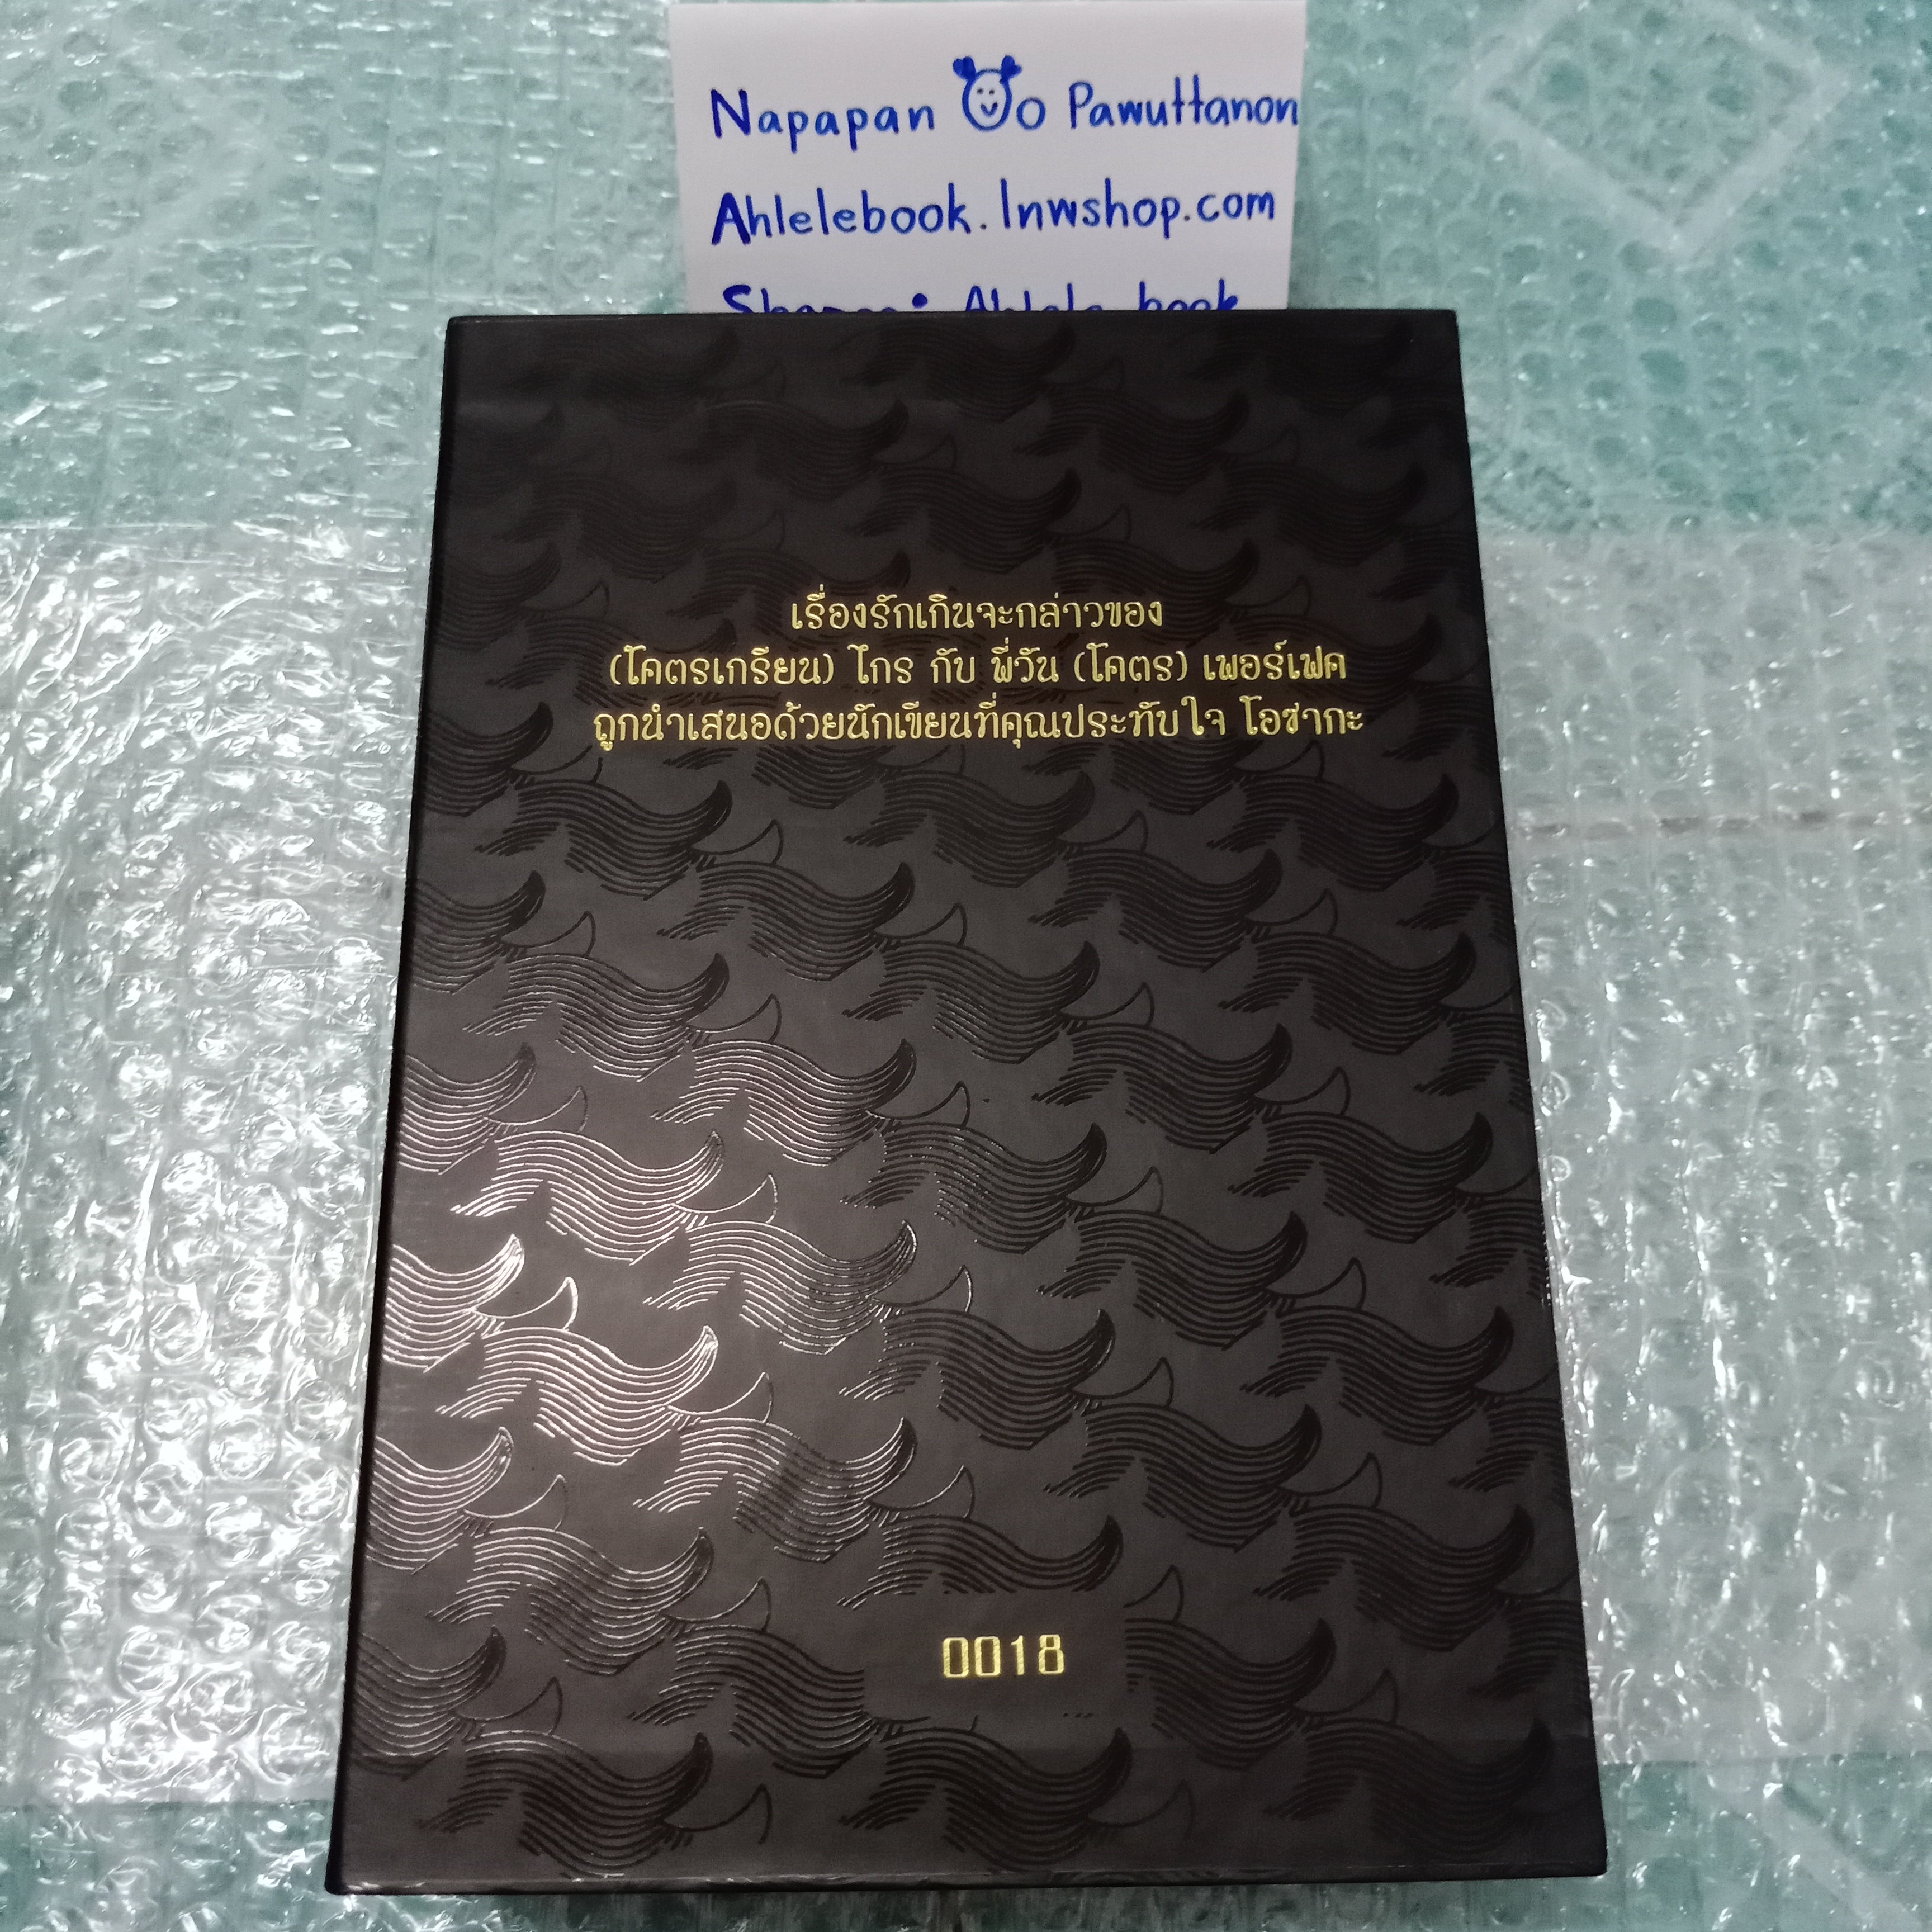 Napapan Jo Pawuttanon
Ahlelebook.lnwshop.com
Shopee: Ahlele_book
เรื่องรักเกินจะกล่าวของ
(โคตรเกรียน) ไกร กับ พี่วัน (โคตร) เพอร์เฟค
ถูกนำเสนอด้วยนักเขียนที่คุณประทับใจ โอซากะ
0018